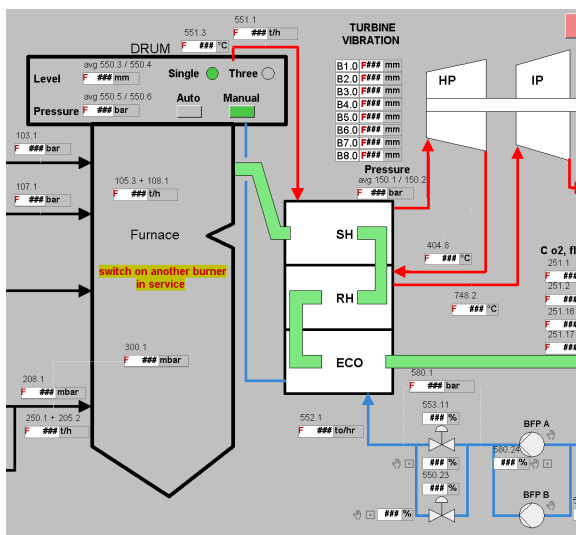 551.1
F ### t/h
551.3
F ### °C
TURBINE
VIBRATION
DRUM
avg 550.3 / 550.4
Level
F ### mm
Single
Three
avg 550.5 / 550.6
Pressure
F ### bar
Auto
Manual
B1.0 F### mm
B2.0 F### mm
B3.0 F### mm
B4.0 F### mm
B5.0 F### mm
B6.0 F### mm
B7.0 F### mm
B8.0 F### mm
HP
IP
103.1
F ### bar
107.1
F ### bar
105.3 + 108.1
F ### t/h
Pressure
avg 150.1 / 150.2
F ### bar
Furnace
switch on another burner
in service
SH
RH
ECO
404.8
F ### °C
748.2
F ### °C
C o2, fl
251.1
F ###
251.2
F ###
251.16
F ###
251.17
F ###
300.1
F ### mbar
208.1
F ### mbar
250.1 + 205.2
F ### t/h
580.1
F ### bar
552.1
F ### to/hr
553.11
### %
### %
550.23
### %
### %
BFP A
580.24
### %
BFP B